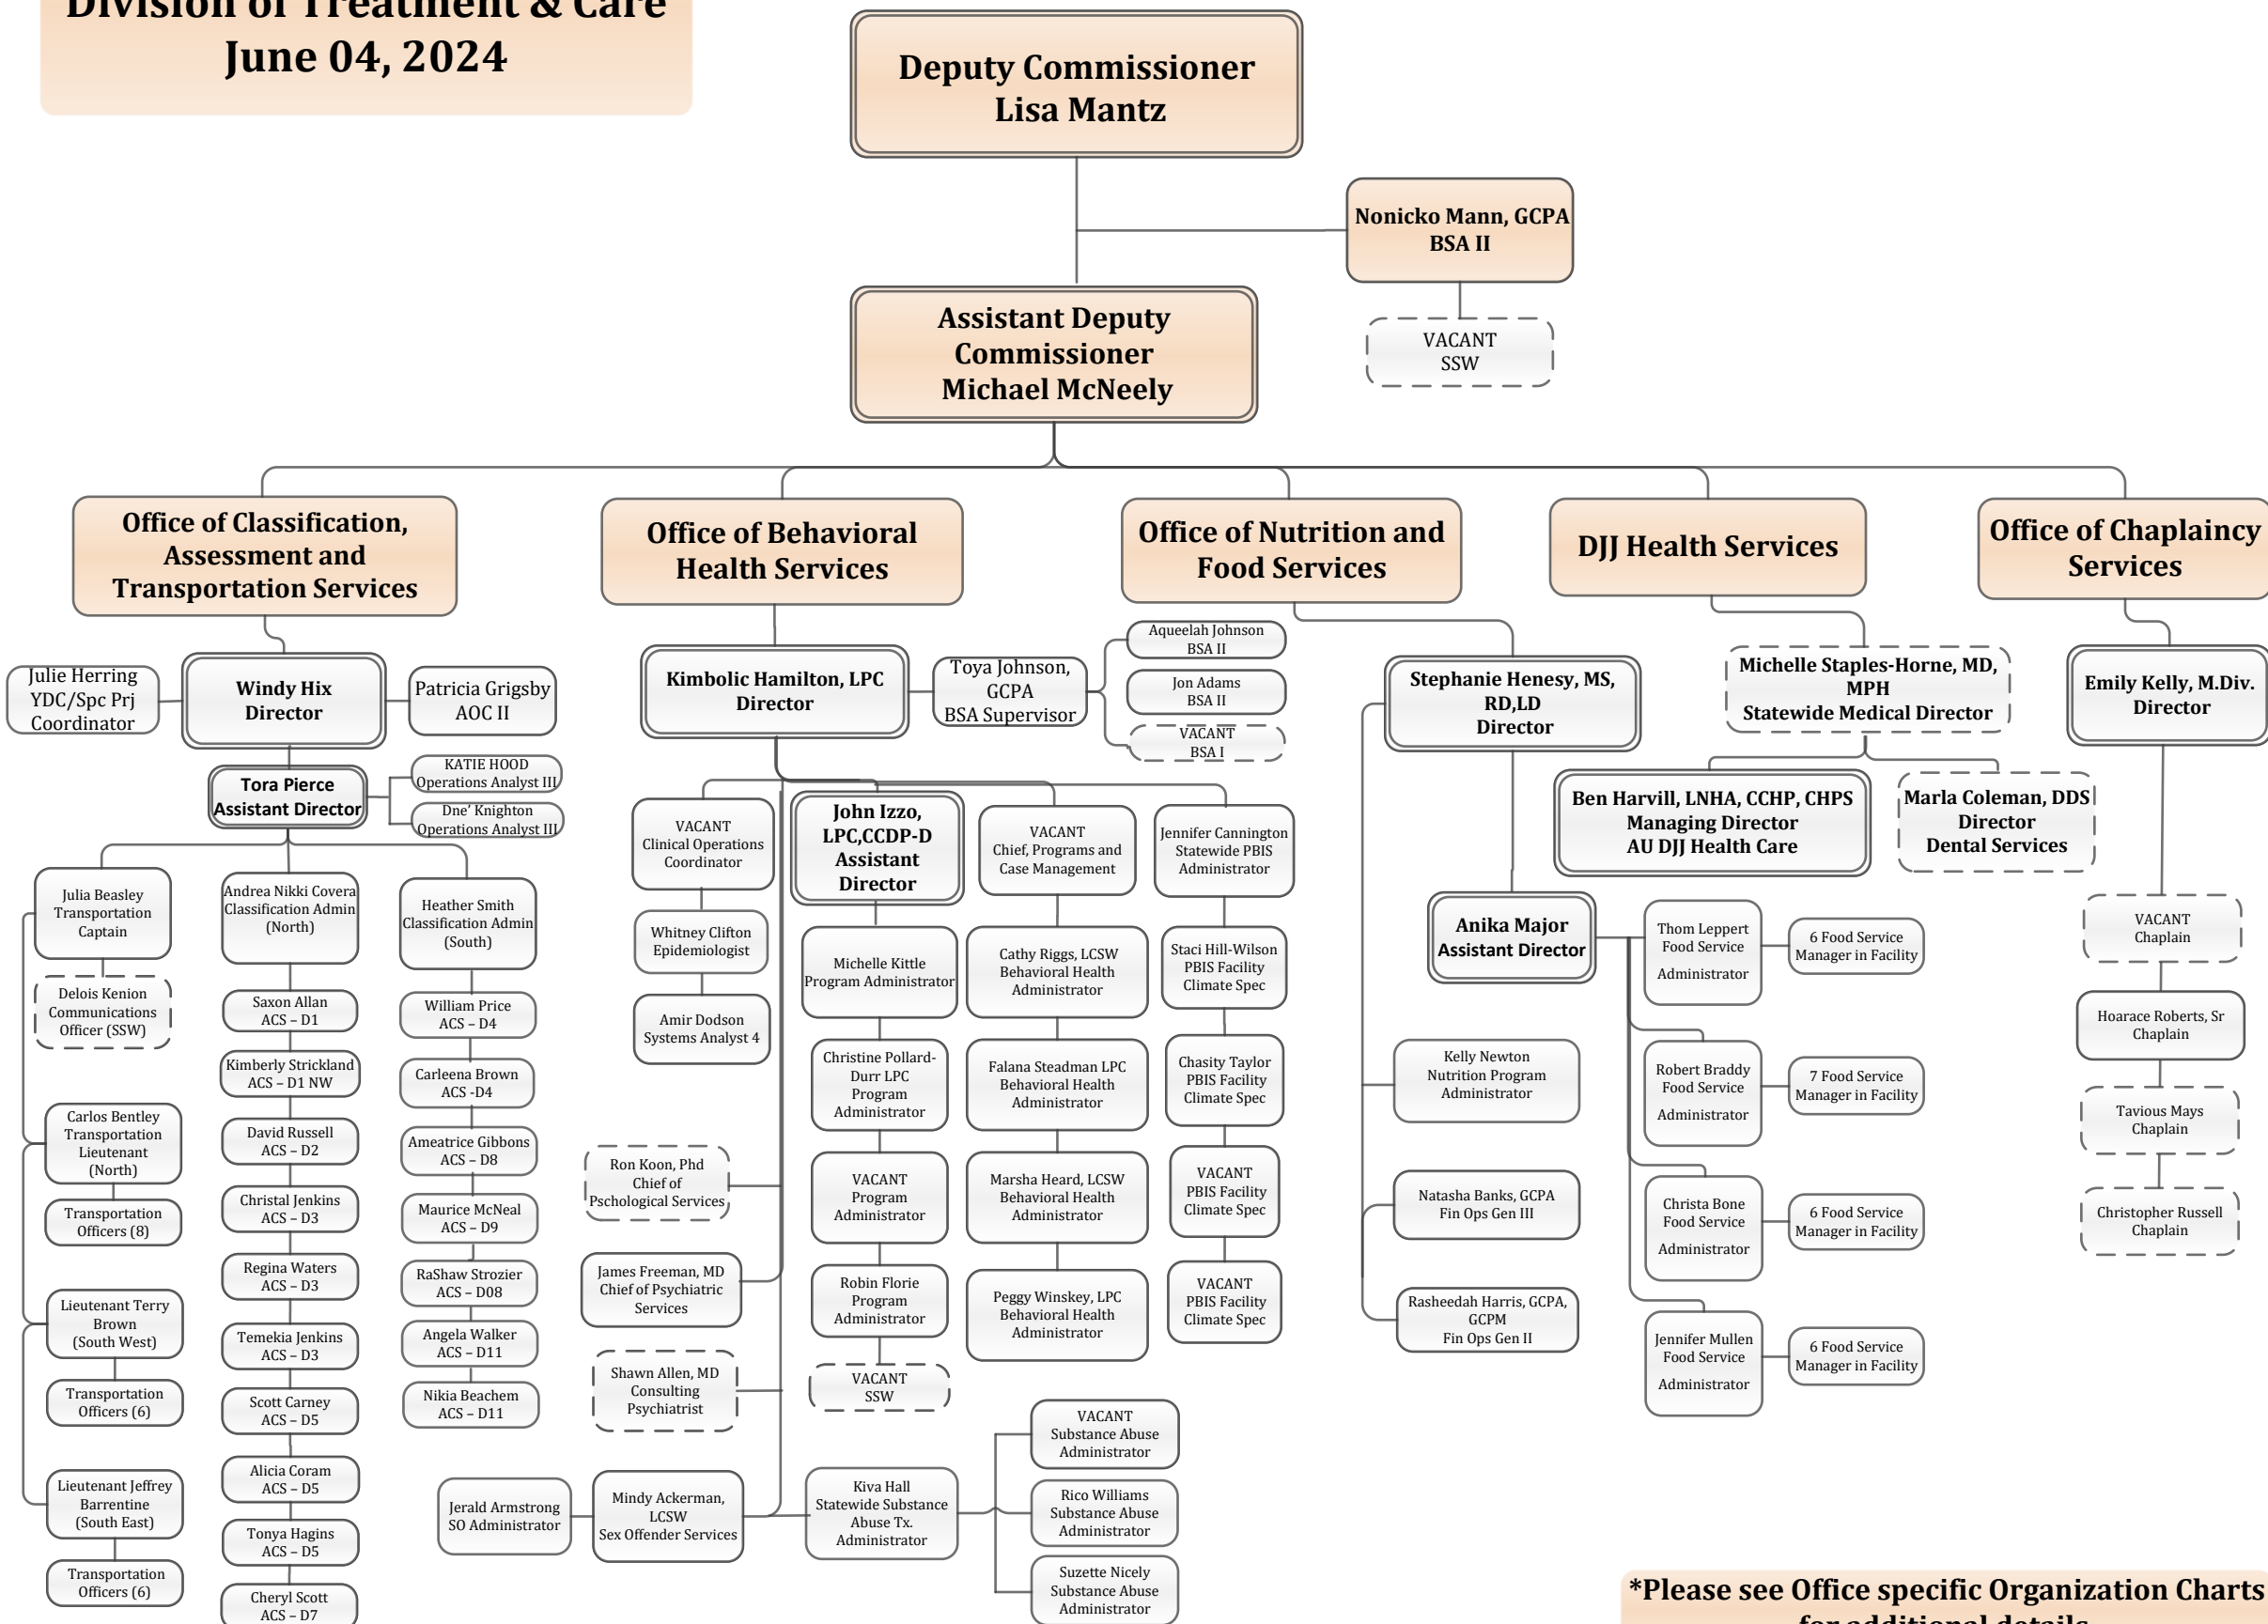 Division of Treatment & Care
June 04, 2024
Deputy Commissioner
Lisa Mantz
Nonicko Mann, GCPA
BSA II
VACANT
SSW
Assistant Deputy
Commissioner
Michael McNeely
Office of Classification,
Assessment and
Transportation Services
Office of Behavioral
Health Services
Office of Nutrition and
Food Services
DJJ Health Services
Office of Chaplaincy
Services
Julie Herring
YDC/Spc Prj
Coordinator
Windy Hix
Director
Patricia Grigsby
AOC II
Tora Pierce
Assistant Director
KATIE HOOD
Operations Analyst III
Dne’ Knighton
Operations Analyst III
Julia Beasley
Transportation
Captain
Delois Kenion
Communications
Officer (SSW)
Carlos Bentley
Transportation
Lieutenant
(North)
Transportation
Officers (8)
Lieutenant Terry
Brown
(South West)
Transportation
Officers (6)
Lieutenant Jeffrey
Barrentine
(South East)
Transportation
Officers (6)
Andrea Nikki Covera
Classification Admin
(North)
Saxon Allan
ACS – D1
Kimberly Strickland
ACS – D1 NW
David Russell
ACS – D2
Christal Jenkins
ACS – D3
Regina Waters
ACS – D3
Temekia Jenkins
ACS – D3
Scott Carney
ACS – D5
Alicia Coram
ACS – D5
Tonya Hagins
ACS – D5
Cheryl Scott
ACS – D7
Heather Smith
Classification Admin
(South)
William Price
ACS – D4
Carleena Brown
ACS -D4
Ameatrice Gibbons
ACS – D8
Maurice McNeal
ACS – D9
RaShaw Strozier
ACS – D08
Angela Walker
ACS – D11
Nikia Beachem
ACS – D11
Kimbolic Hamilton, LPC
Director
Toya Johnson,
GCPA
BSA Supervisor
Aqueelah Johnson
BSA II
Jon Adams
BSA II
VACANT
BSA I
VACANT
Clinical Operations
Coordinator
Whitney Clifton
Epidemiologist
Amir Dodson
Systems Analyst 4
Ron Koon, Phd
Chief of
Pschological Services
James Freeman, MD
Chief of Psychiatric
Services
Shawn Allen, MD
Consulting
Psychiatrist
Jerald Armstrong
SO Administrator
Mindy Ackerman,
LCSW
Sex Offender Services
Kiva Hall
Statewide Substance
Abuse Tx.
Administrator
VACANT
Substance Abuse
Administrator
Rico Williams
Substance Abuse
Administrator
Suzette Nicely
Substance Abuse
Administrator
John Izzo,
LPC,CCDP-D
Assistant
Director
Michelle Kittle
Program Administrator
Christine Pollard-
Durr LPC
Program
Administrator
VACANT
Program
Administrator
Robin Florie
Program
Administrator
VACANT
SSW
VACANT
Chief, Programs and
Case Management
Cathy Riggs, LCSW
Behavioral Health
Administrator
Falana Steadman LPC
Behavioral Health
Administrator
Marsha Heard, LCSW
Behavioral Health
Administrator
Peggy Winskey, LPC
Behavioral Health
Administrator
Jennifer Cannington
Statewide PBIS
Administrator
Staci Hill-Wilson
PBIS Facility
Climate Spec
Chasity Taylor
PBIS Facility
Climate Spec
VACANT
PBIS Facility
Climate Spec
VACANT
PBIS Facility
Climate Spec
Stephanie Henesy, MS,
RD,LD
Director
Anika Major
Assistant Director
Kelly Newton
Nutrition Program
Administrator
Natasha Banks, GCPA
Fin Ops Gen III
Rasheedah Harris, GCPA,
GCPM
Fin Ops Gen II
Thom Leppert
Food Service
Administrator
6 Food Service
Manager in Facility
Robert Braddy
Food Service
Administrator
7 Food Service
Manager in Facility
Christa Bone
Food Service
Administrator
6 Food Service
Manager in Facility
Jennifer Mullen
Food Service
Administrator
6 Food Service
Manager in Facility
Michelle Staples-Horne, MD,
MPH
Statewide Medical Director
Ben Harvill, LNHA, CCHP, CHPS
Managing Director
AU DJJ Health Care
Marla Coleman, DDS
Director
Dental Services
Emily Kelly, M.Div.
Director
VACANT
Chaplain
Hoarace Roberts, Sr
Chaplain
Tavious Mays
Chaplain
Christopher Russell
Chaplain
*Please see Office specific Organization Charts
for additional details